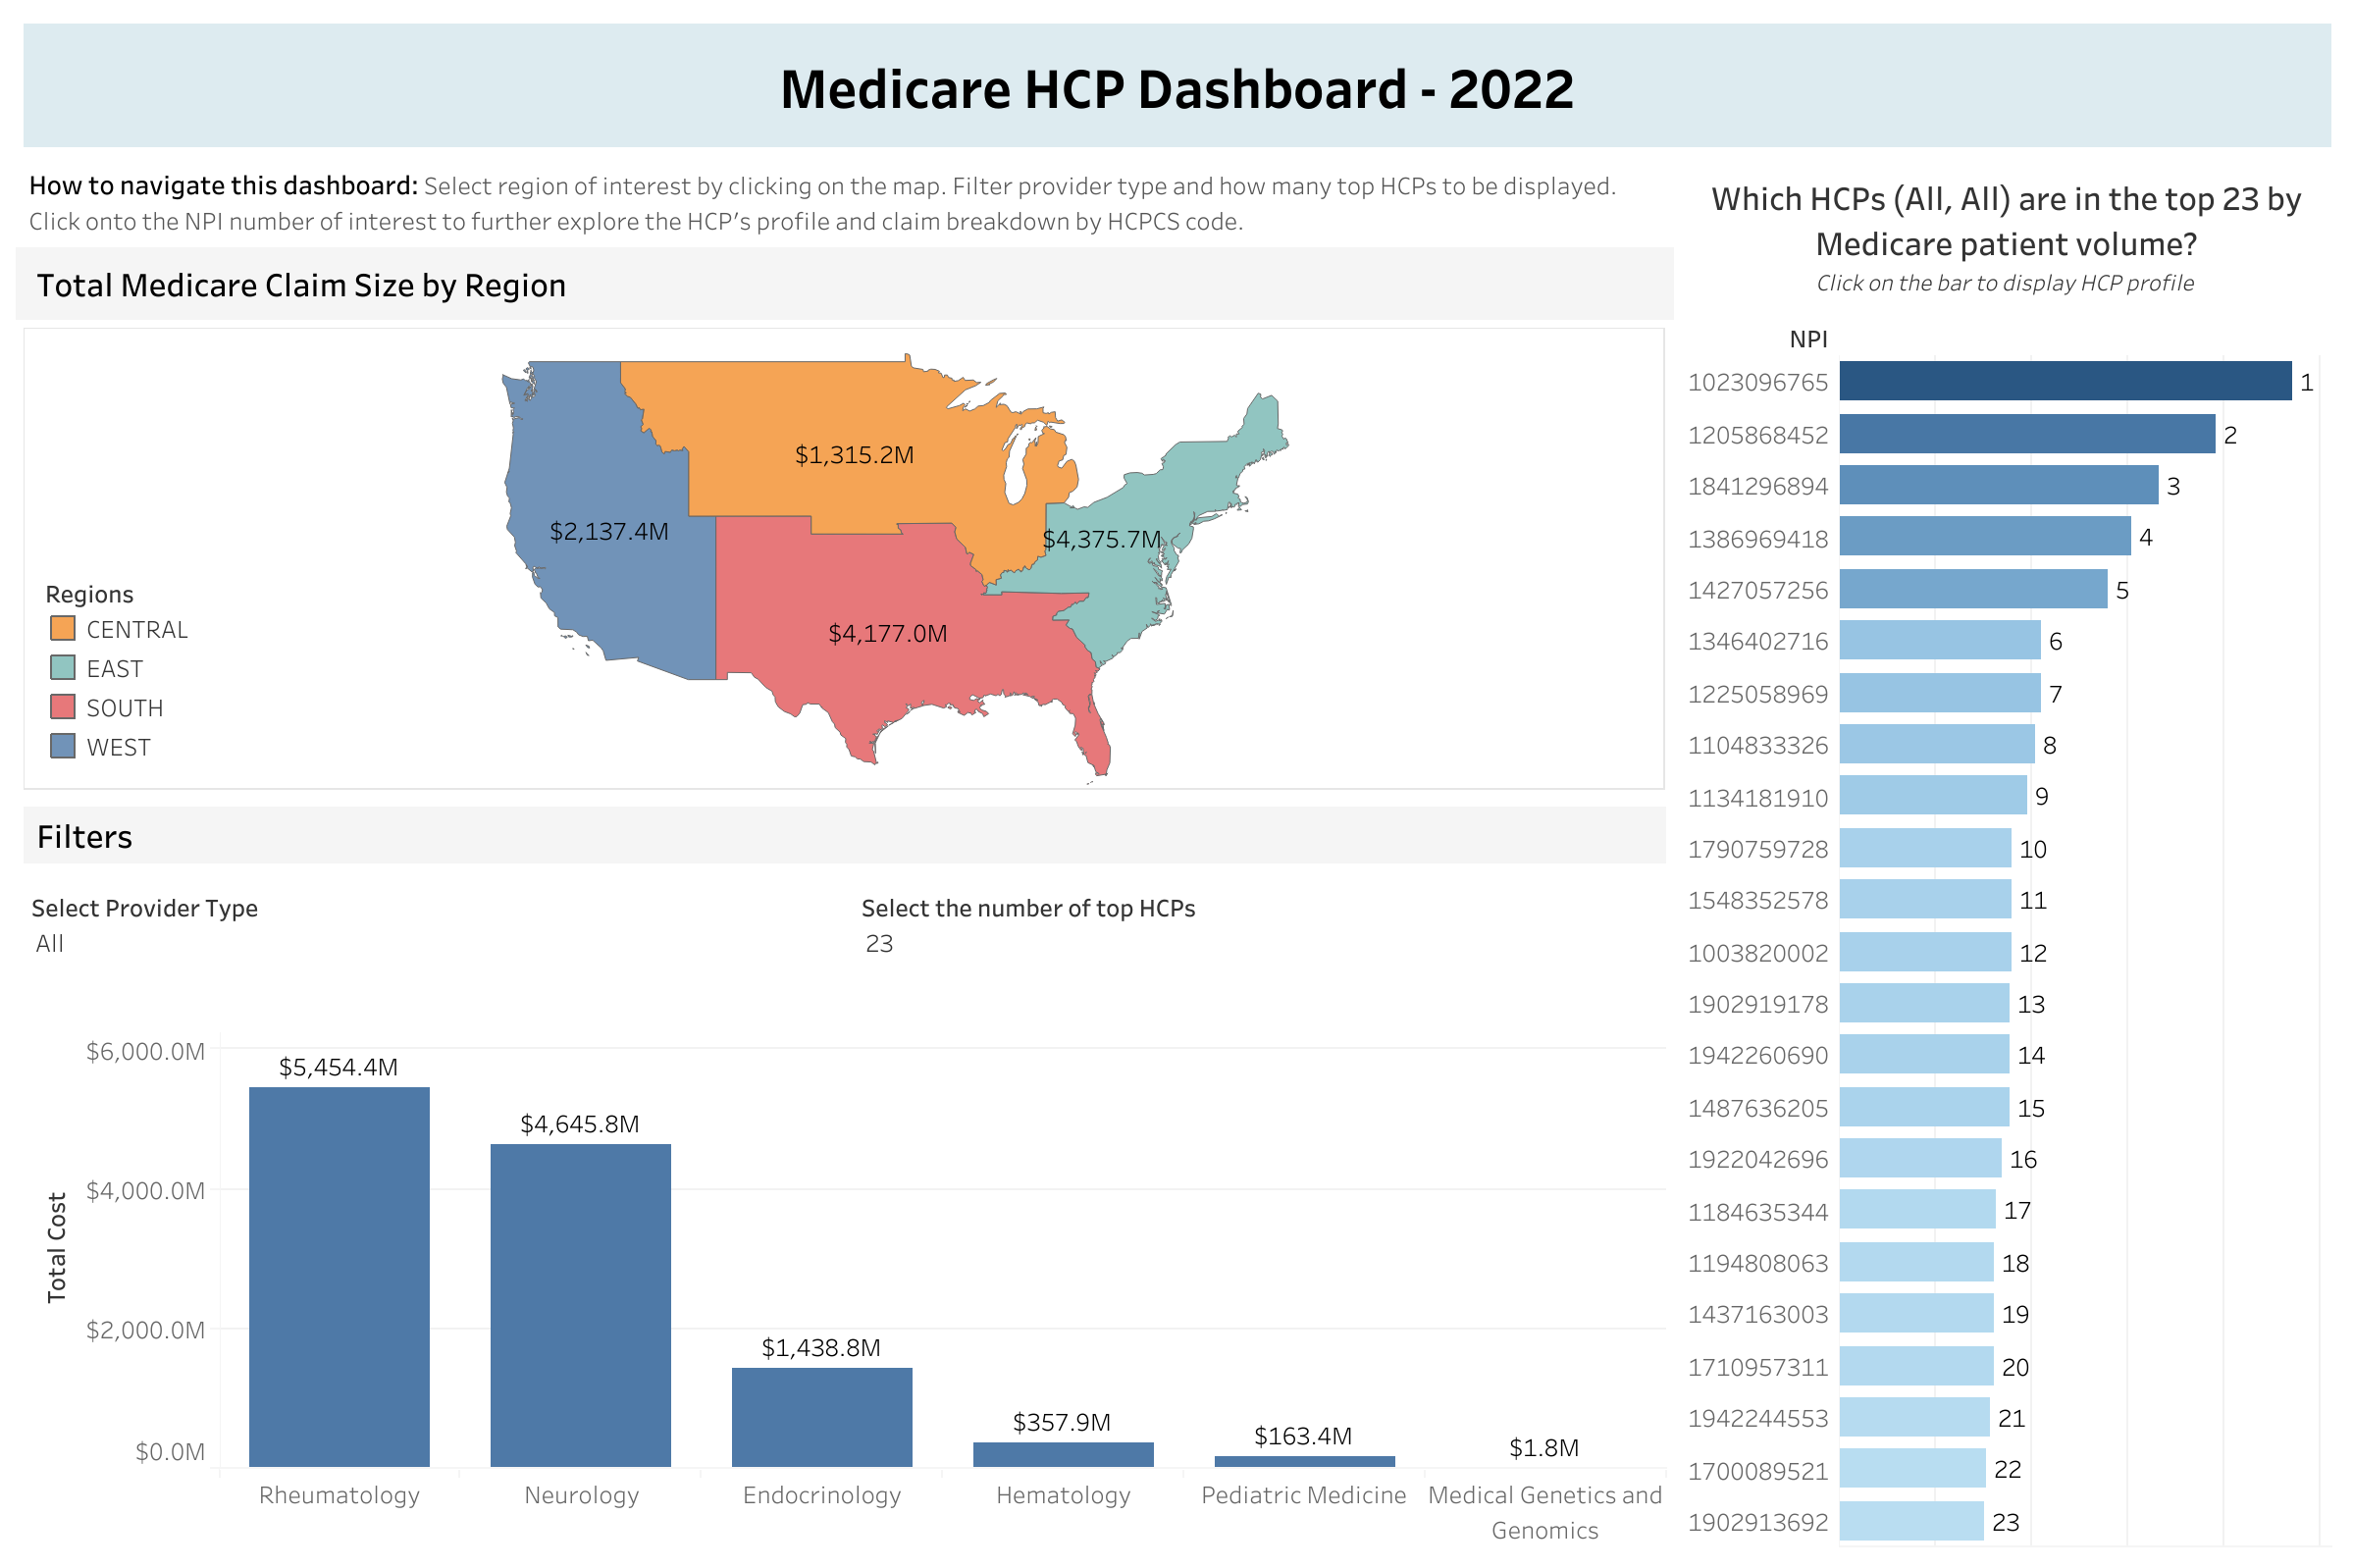 Medicare HCP Dashboard - 2022
How to navigate this dashboard: Select region of interest by clicking on the map. Filter provider type and how many top HCPs to be displayed.
Click onto the NPI number of interest to further explore the HCP's profile and claim breakdown by HCPCS code.
Total Medicare Claim Size by Region
$1,315.2M
$2,137.4M
$4,375.7M
$4,177.0M
Regions
CENTRAL
EAST
SOUTH
WEST
Filters
Select Provider Type
All
Select the number of top HCPs
23
Total Cost
$6,000.0M
$4,000.0M
$2,000.0M
$0.0M
$5,454.4M
$4,645.8M
$1,438.8M
$357.9M
$163.4M
$1.8M
Rheumatology
Neurology
Endocrinology
Hematology
Pediatric Medicine
Medical Genetics and
Genomics
Which HCPs (All, All) are in the top 23 by
Medicare patient volume?
Click on the bar to display HCP profile
NPI
1023096765 1
1205868452 2
1841296894 3
1386969418 4
1427057256 5
1346402716 6
1225058969 7
1104833326 8
1134181910 9
1790759728 10
1548352578 11
1003820002 12
1902919178 13
1942260690 14
1487636205 15
1922042696 16
1184635344 17
1194808063 18
1437163003 19
1710957311 20
1942244553 21
1700089521 22
1902913692 23